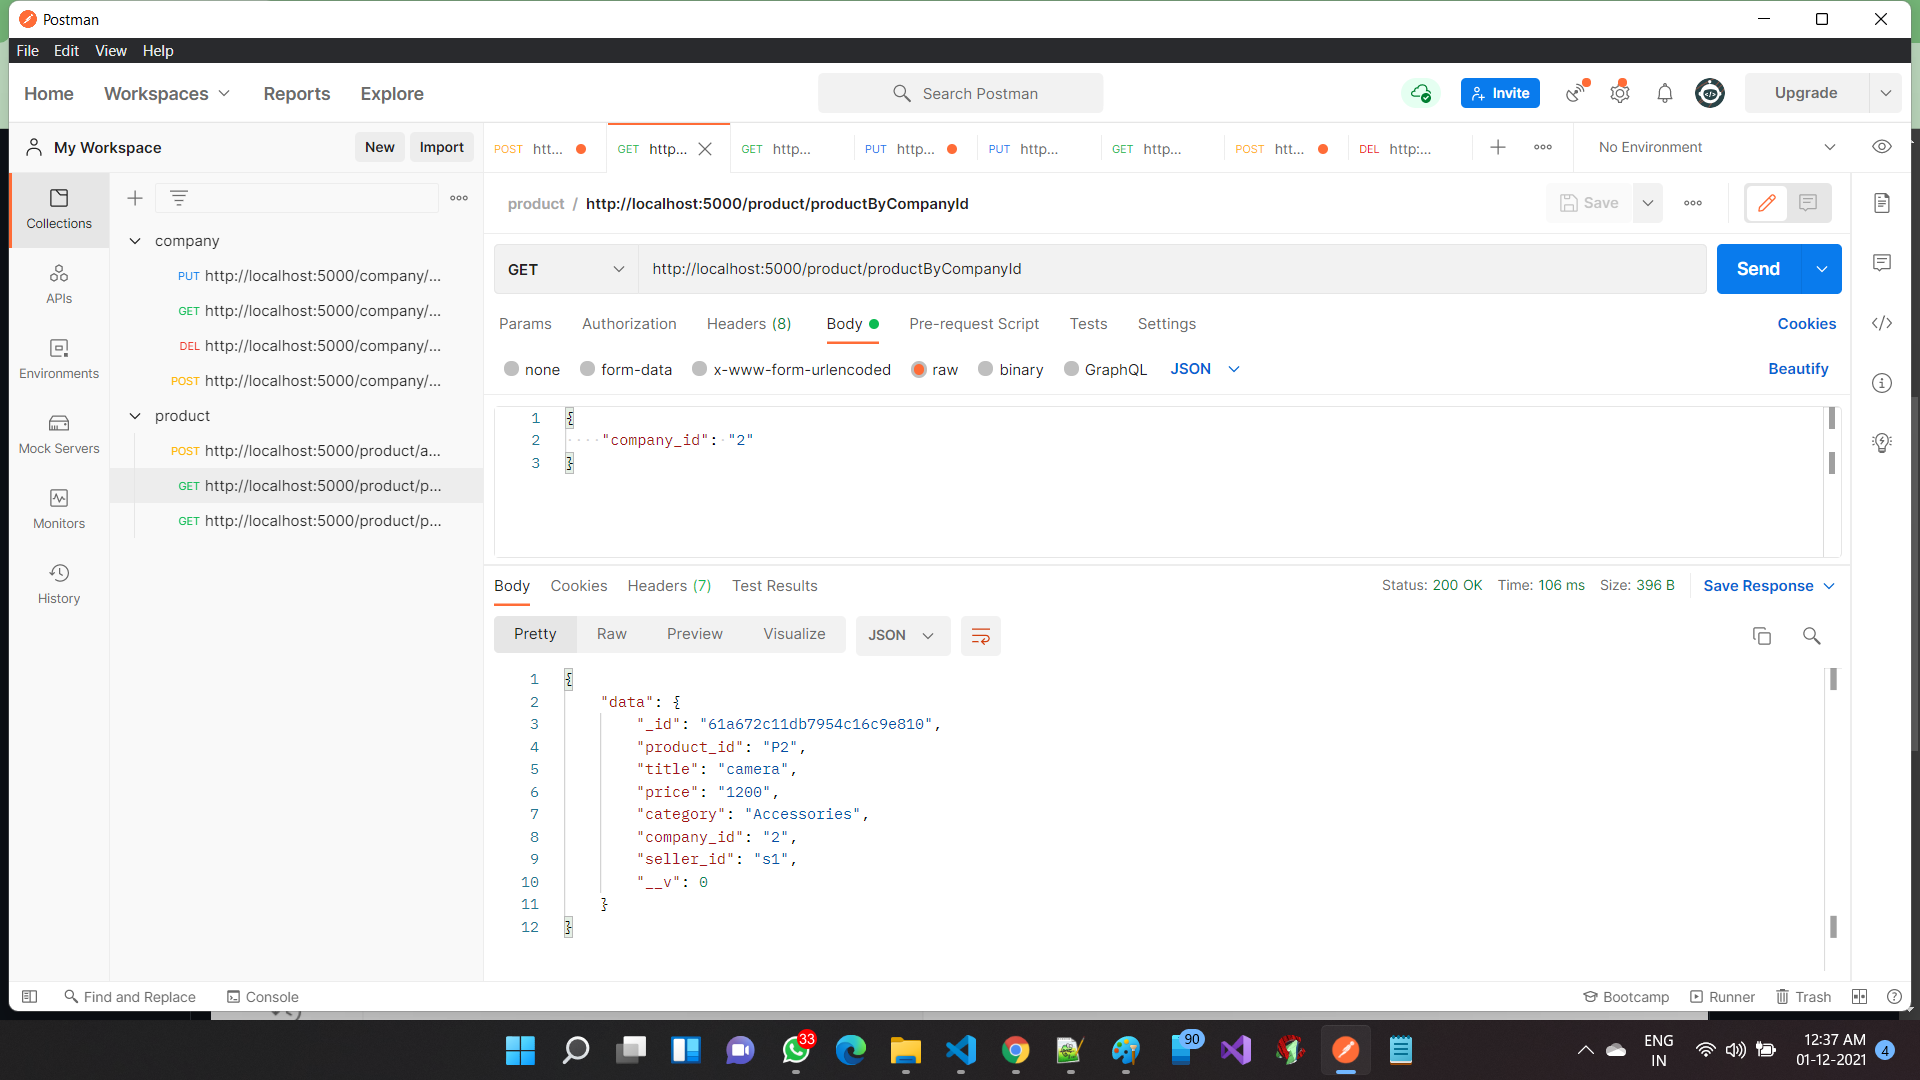 Postman
File Edit View Help
Home Workspaces Reports Explore
Search Postman
Invite
Upgrade
My Workspace
New Import
POST htt... GET http... GET http... PUT http... PUT http... GET http... POST htt... DEL http:...
No Environment
Collections
APIs
Environments
Mock Servers
Monitors
History
company
PUT http://localhost:5000/company/...
GET http://localhost:5000/company/...
DEL http://localhost:5000/company/...
POST http://localhost:5000/company/...
product
POST http://localhost:5000/product/a...
GET http://localhost:5000/product/p...
GET http://localhost:5000/product/p...
product / http://localhost:5000/product/productByCompanyId
Save
GET http://localhost:5000/product/productByCompanyId
Send
Params Authorization Headers (8) Body Pre-request Script Tests Settings
Cookies
none form-data x-www-form-urlencoded raw binary GraphQL JSON
Beautify
1 {
2 "company_id": "2"
3 }
Body Cookies Headers (7) Test Results
Status: 200 OK Time: 106 ms Size: 396 B Save Response
Pretty Raw Preview Visualize JSON
1 {
2 "data": {
3 "_id": "61a672c11db7954c16c9e810",
4 "product_id": "P2",
5 "title": "camera",
6 "price": "1200",
7 "category": "Accessories",
8 "company_id": "2",
9 "seller_id": "s1",
10 "__v": 0
11 }
12 }
Find and Replace Console
Bootcamp Runner Trash
33
90
ENG
IN
12:37 AM
01-12-2021
4